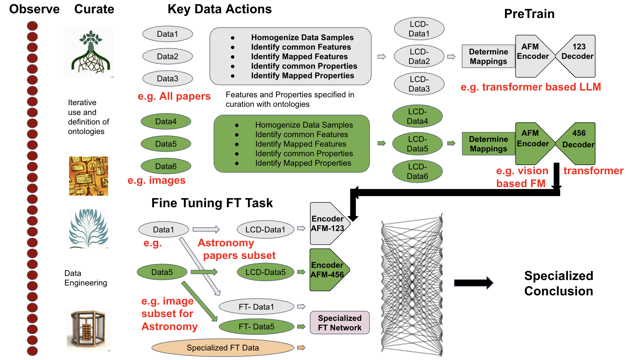 Observe
Curate
Key Data Actions
PreTrain
Data1
Data2
Data3
e.g. All papers
Homogenize Data Samples
Identify common Features
Identify Mapped Features
Identify common Properties
Identify Mapped Properties
Features and Properties specified in
curation with ontologies
LCD-
Data1
LCD-
Data2
LCD-
Data3
Determine
Mappings
AFM
Encoder
123
Decoder
e.g. transformer based LLM
Iterative
use and
definition of
ontologies
Data4
Data5
Data6
e.g. images
Homogenize Data Samples
Identify common Features
Identify Mapped Features
Identify common Properties
Identify Mapped Properties
LCD-
Data4
LCD-
Data5
LCD-
Data6
Determine
Mappings
AFM
Encoder
456
Decoder
e.g. vision transformer
based FM
Fine Tuning FT Task
Data1
e.g.
Astronomy
papers subset
LCD-Data1
Encoder
AFM-123
Data5
LCD-Data5
Encoder
AFM-456
e.g. image
subset for
Astronomy
FT- Data1
FT- Data5
Specialized
FT Network
Specialized FT Data
Data
Engineering
Specialized
Conclusion